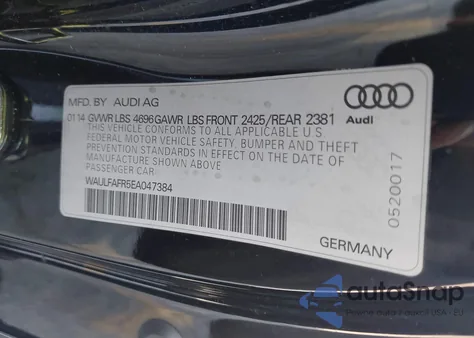 MFD. BY AUDI AG
01 14 GVWR LBS 4696 GAWR LBS FRONT 2425/REAR 2381
THIS VEHICLE CONFORMS TO ALL APPLICABLE U.S.
FEDERAL MOTOR VEHICLE SAFETY, BUMPER AND THEFT
PREVENTION STANDARDS IN EFFECT ON THE DATE OF
MANUFACTURE SHOWN ABOVE
PASSENGER CAR
WAULFAFR5EA047384
Audi
0520017
GERMANY
autoSnap
USA - EU